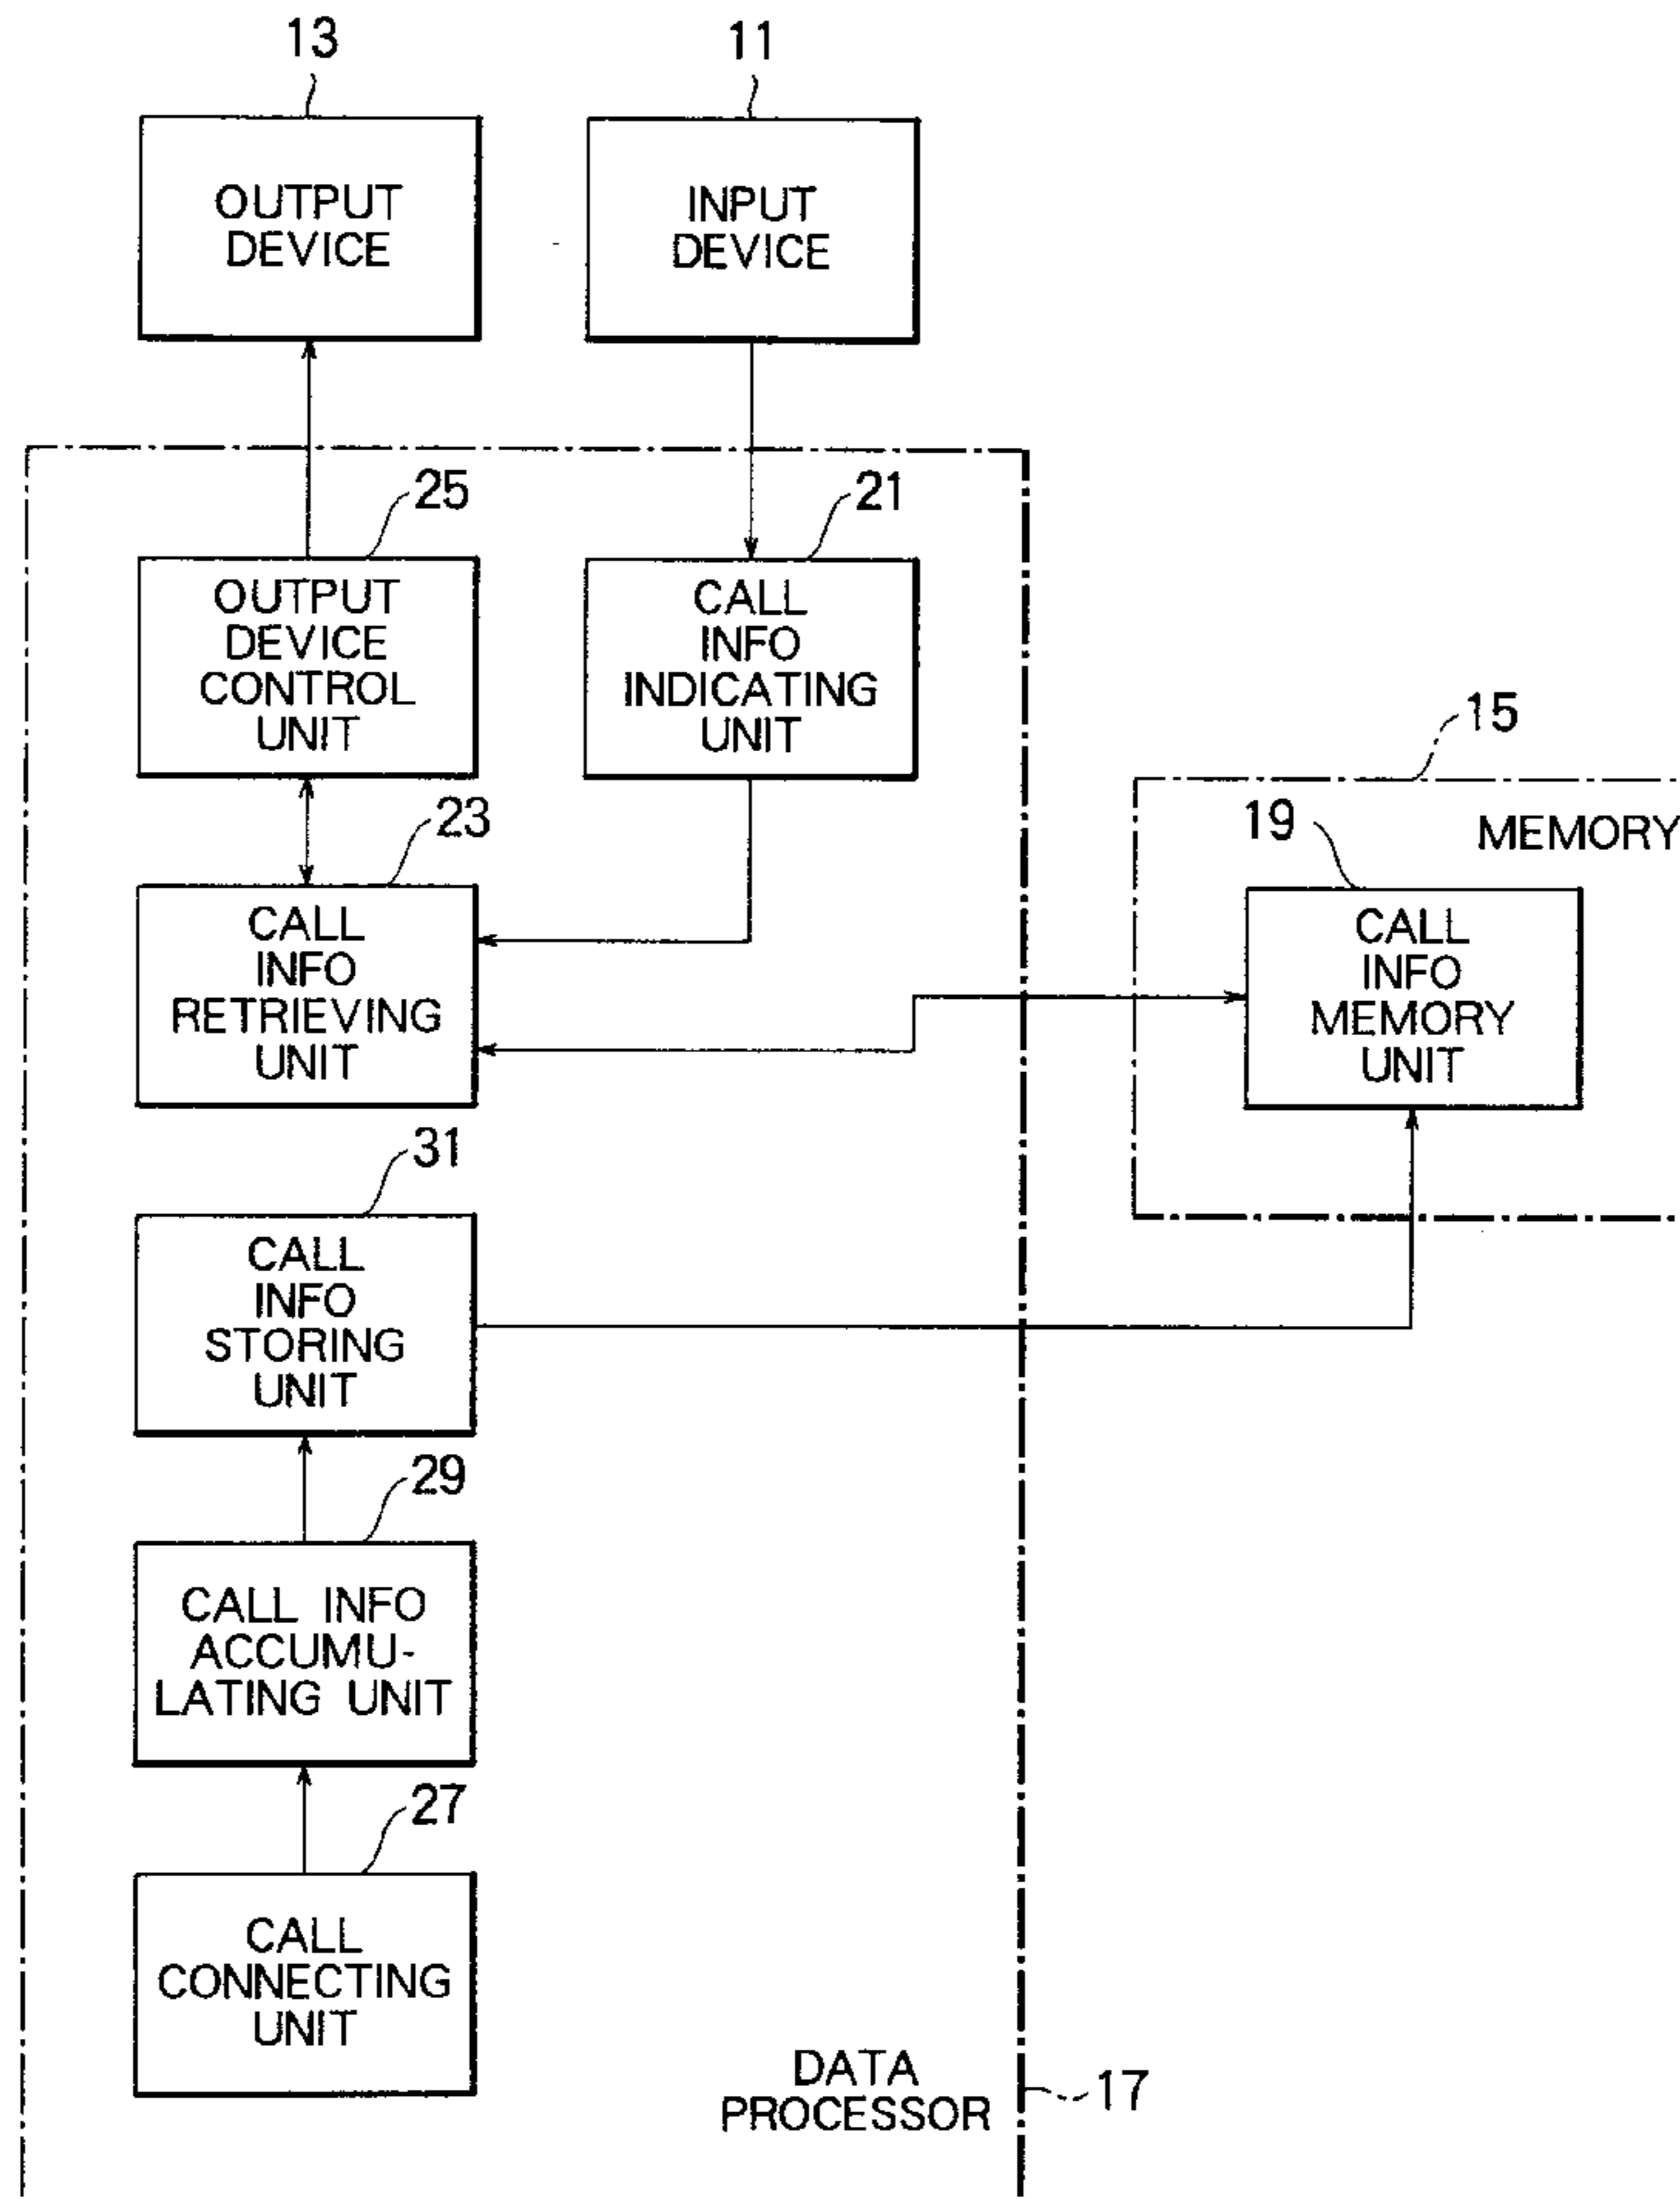 13
11
OUTPUT
DEVICE
INPUT
DEVICE
25
21
OUTPUT
DEVICE
CONTROL
UNIT
CALL
INFO
INDICATING
UNIT
15
MEMORY
23
19
CALL
INFO
RETRIEVING
UNIT
CALL
INFO
MEMORY
UNIT
31
CALL
INFO
STORING
UNIT
29
CALL INFO
ACCUMU-
LATING UNIT
27
CALL
CONNECTING
UNIT
DATA
PROCESSOR
17